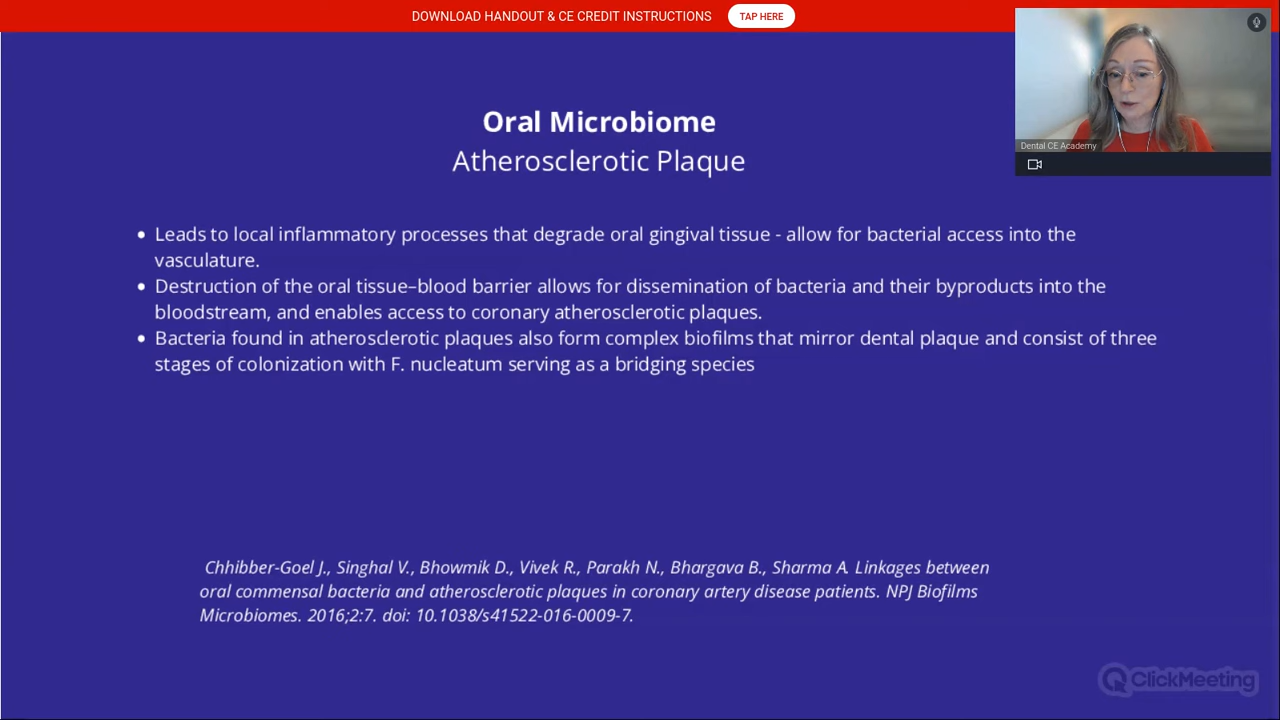 DOWNLOAD HANDOUT & CE CREDIT INSTRUCTIONS TAP HERE
Dental CE Academy
Oral Microbiome
Atherosclerotic Plaque
• Leads to local inflammatory processes that degrade oral gingival tissue - allow for bacterial access into the
vasculature.
• Destruction of the oral tissue–blood barrier allows for dissemination of bacteria and their byproducts into the
bloodstream, and enables access to coronary atherosclerotic plaques.
• Bacteria found in atherosclerotic plaques also form complex biofilms that mirror dental plaque and consist of three
stages of colonization with F. nucleatum serving as a bridging species
Chhibber-Goel J., Singhal V., Bhowmik D., Vivek R., Parakh N., Bhargava B., Sharma A. Linkages between
oral commensal bacteria and atherosclerotic plaques in coronary artery disease patients. NPJ Biofilms
Microbiomes. 2016;2:7. doi: 10.1038/s41522-016-0009-7.
ClickMeeting